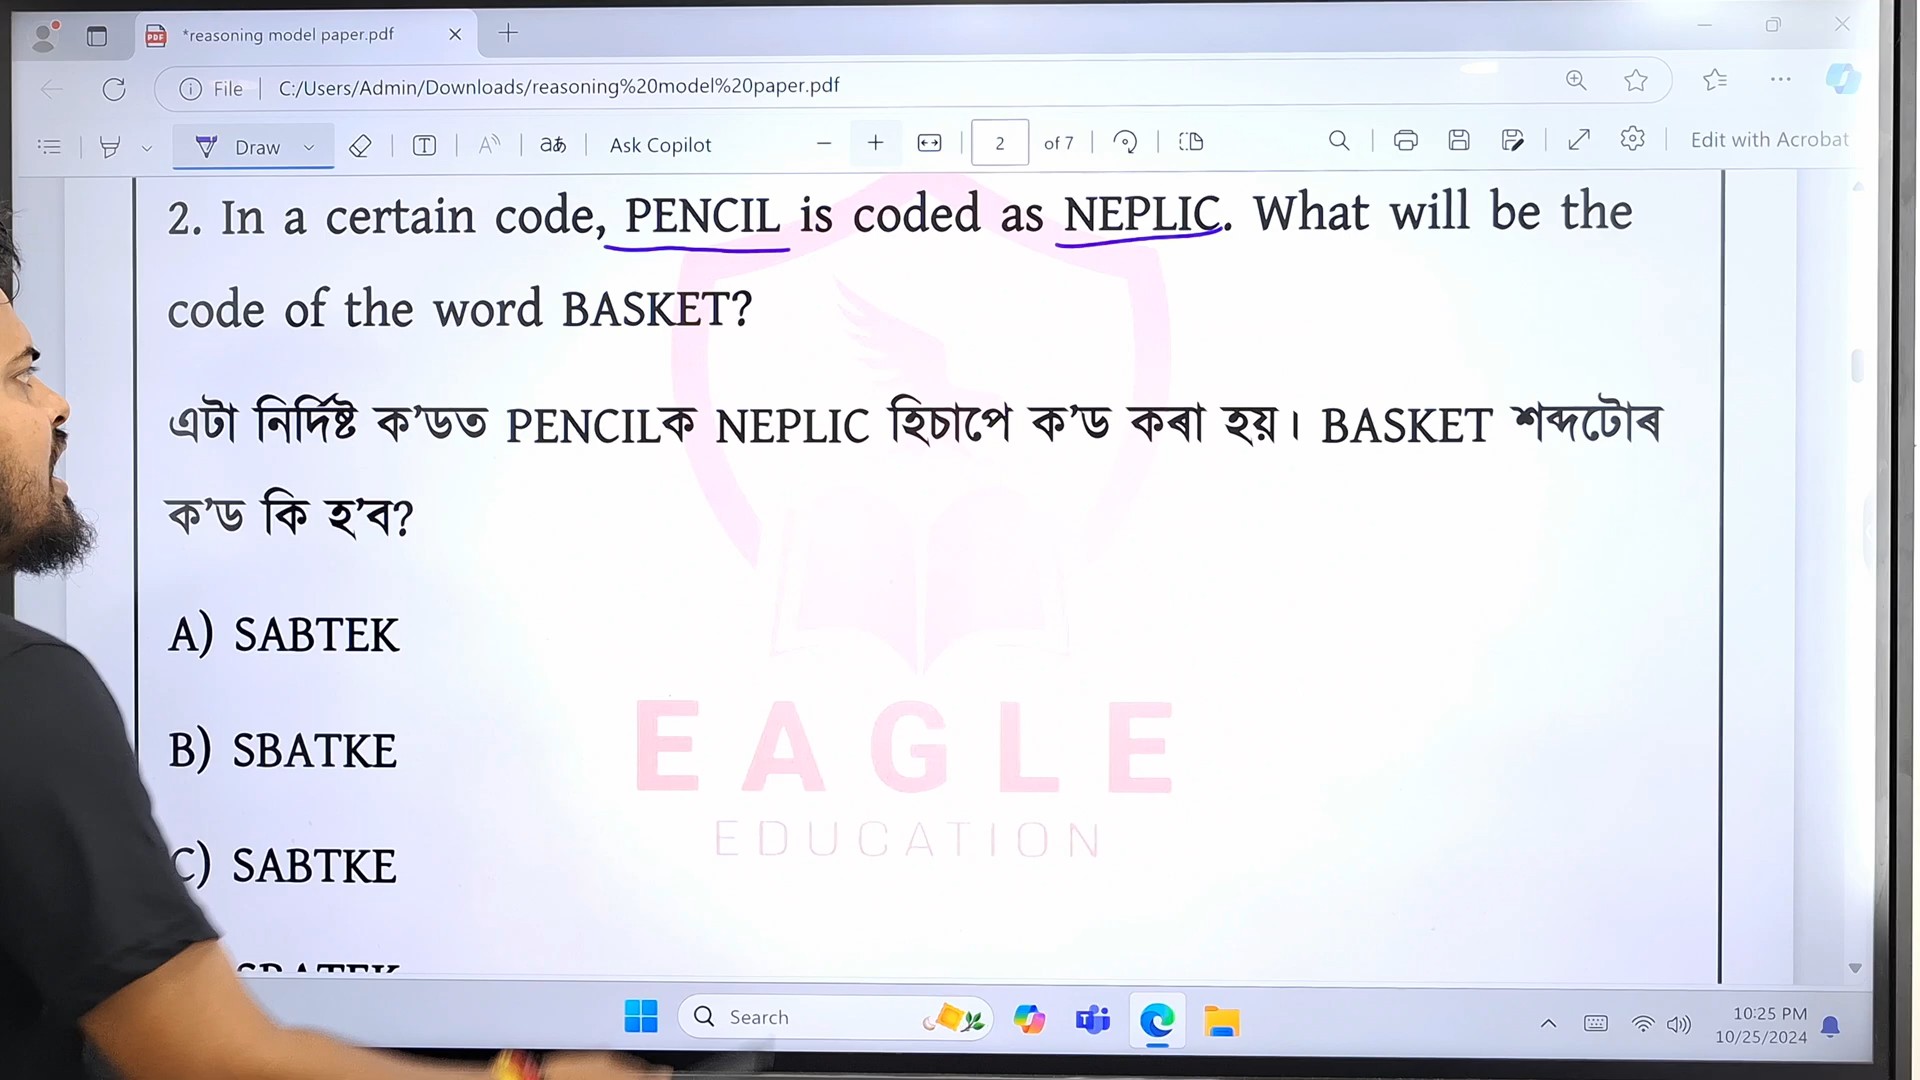 *reasoning model paper.pdf
File C:/Users/Admin/Downloads/reasoning%20model%20paper.pdf
Draw
Ask Copilot
2
of 7
Edit with Acrobat
2. In a certain code, PENCIL is coded as NEPLIC. What will be the
code of the word BASKET?
এটা নিৰ্দিষ্ট ক’ডত PENCILক NEPLIC হিচাপে ক’ড কৰা হয়। BASKET শব্দটোৰ
ক’ড কি হ’ব?
A) SABTEK
B) SBATKE
C) SABTKE
EAGLE
EDUCATION
Search
10:25 PM
10/25/2024